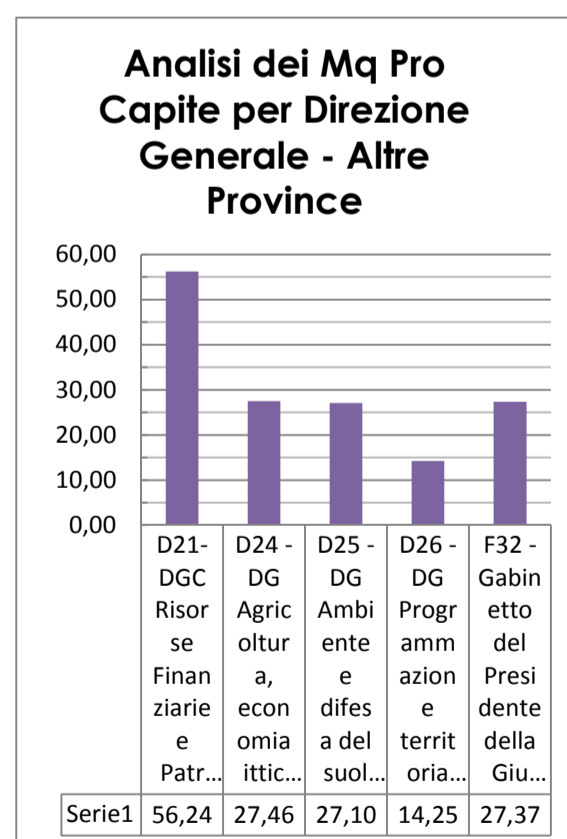 Analisi dei Mq Pro
Capite per Direzione
Generale - Altre
Province
60,00
50,00
40,00
30,00
20,00
10,00
0,00
D21-
DGC
Risor
se
Finan
ziarie
e
Patr...
D24 -
DG
Agric
oltur
a,
econ
omia
ittic...
D25 -
DG
Ambi
ente
e
difes
a del
suol...
D26 -
DG
Progr
amm
azion
e
territ
oria...
F32 -
Gabin
etto
del
Presi
dente
della
Giu...
Serie1 56,24 27,46 27,10 14,25 27,37